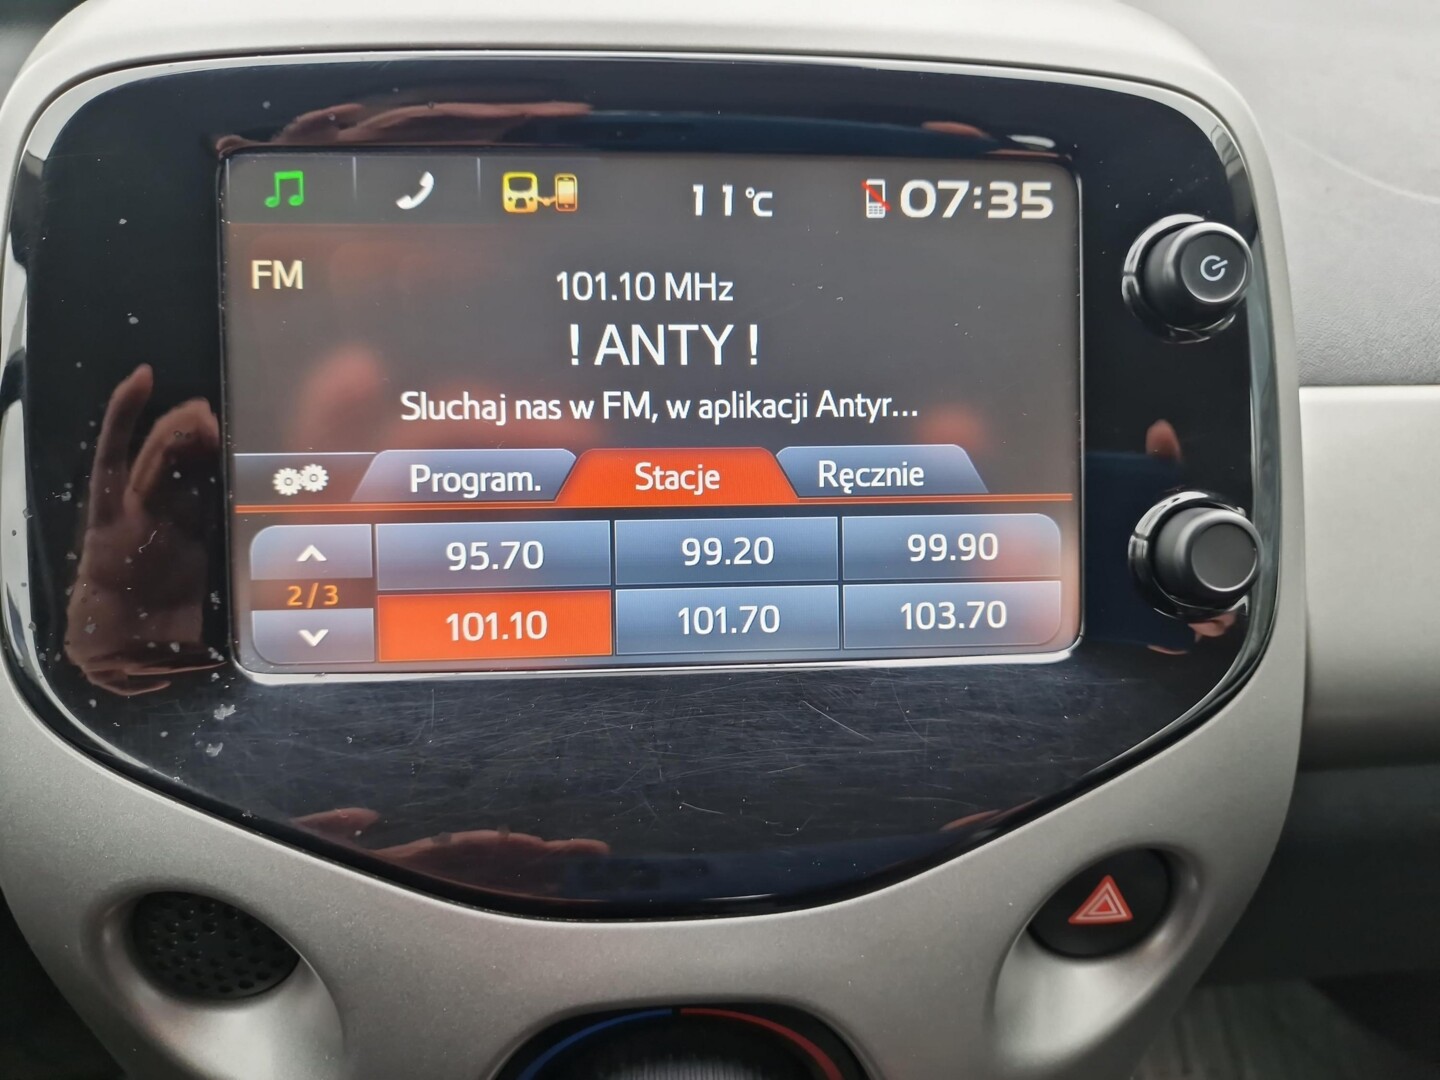 11°C
07:35
FM
101.10 MHz
! ANTY !
Sluchaj nas w FM, w aplikacji Antyr...
Program.
Stacje
Ręcznie
95.70
99.20
99.90
2/3
101.10
101.70
103.70